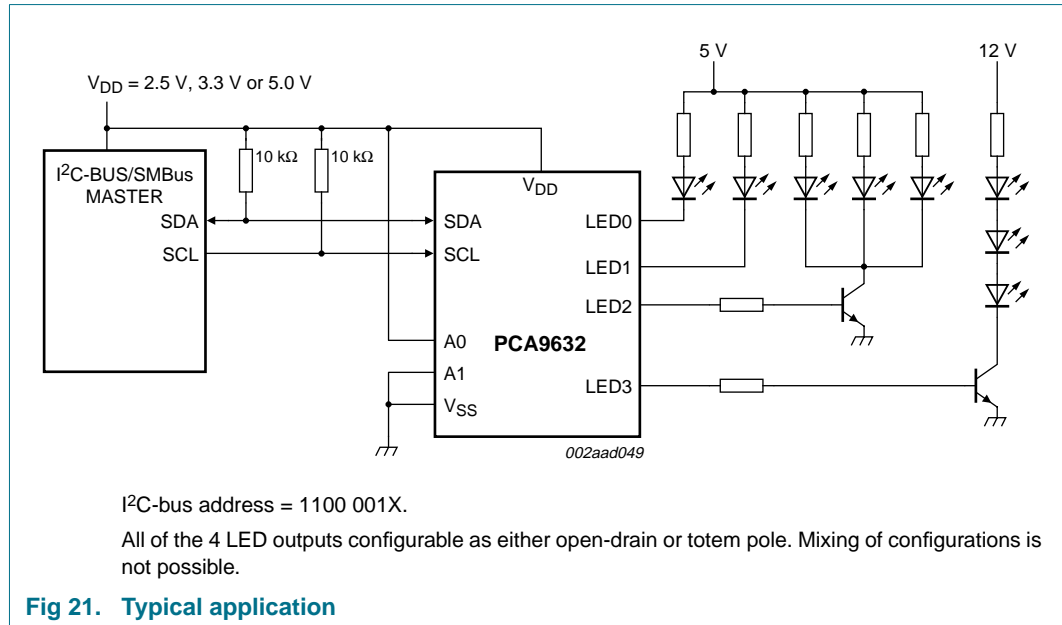 5 V
12 V
VDD = 2.5 V, 3.3 V or 5.0 V
10 kΩ
10 kΩ
I2C-BUS/SMBus
MASTER
SDA
SCL
VDD
SDA
SCL
A0
A1
VSS
PCA9632
LED0
LED1
LED2
LED3
002aad049
I2C-bus address = 1100 001X.
All of the 4 LED outputs configurable as either open-drain or totem pole. Mixing of configurations is
not possible.
Fig 21. Typical application